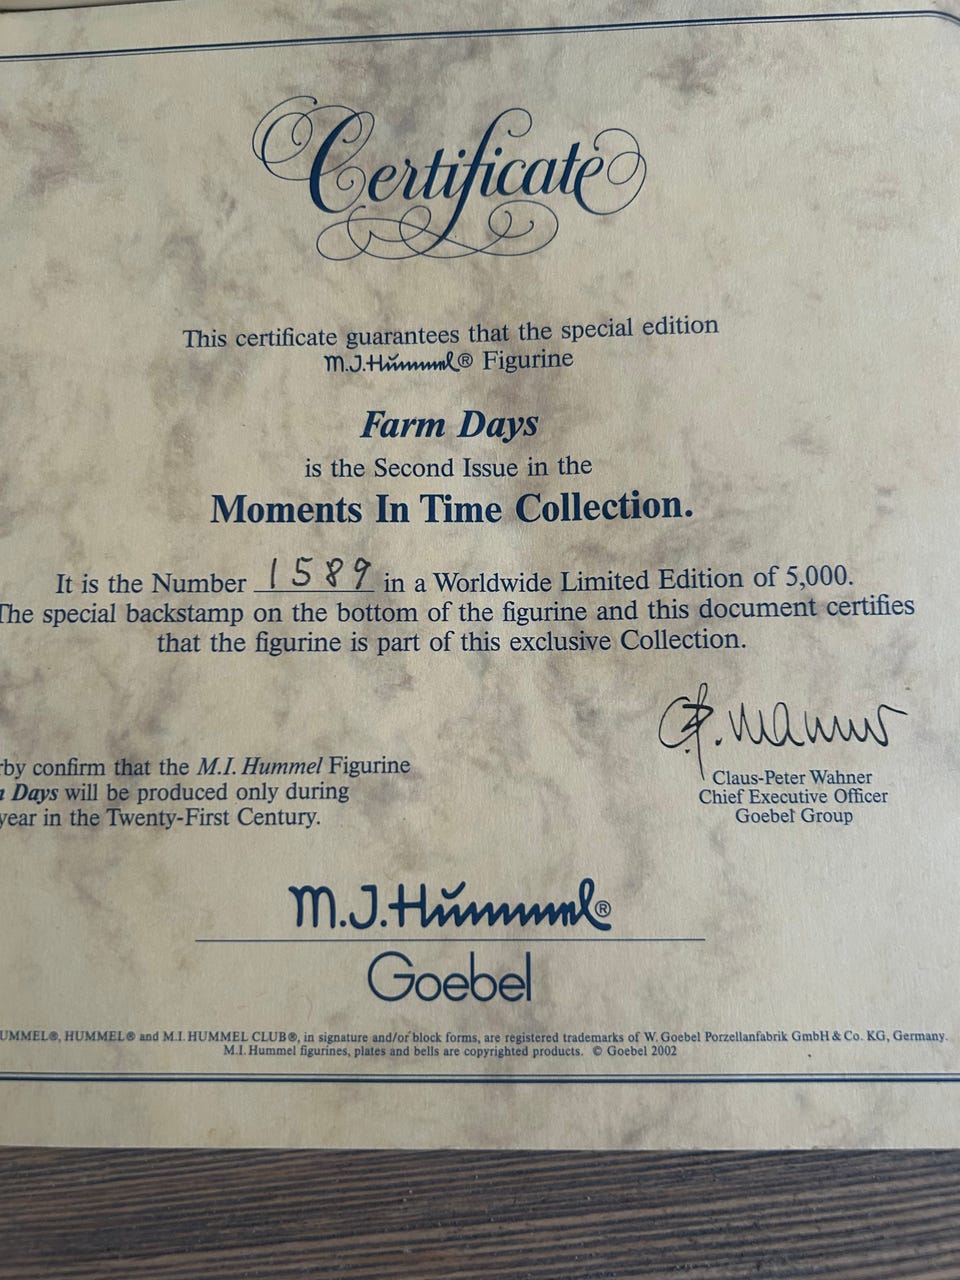 Certificate
This certificate guarantees that the special edition
M.J.Hummel® Figurine
Farm Days
is the Second Issue in the
Moments In Time Collection.
It is the Number 1589 in a Worldwide Limited Edition of 5,000.
The special backstamp on the bottom of the figurine and this document certifies
that the figurine is part of this exclusive Collection.
C.P. Wahner
confirm that the M.I. Hummel Figurine
Days will be produced only during
year in the Twenty-First Century.
Claus-Peter Wahner
Chief Executive Officer
Goebel Group
M.J.Hummel®
Goebel
UMMEL®, HUMMEL® and M.I. HUMMEL CLUB®, in signature and/or block forms, are registered trademarks of W. Goebel Porzellanfabrik GmbH & Co. KG, Germany.
M.I. Hummel figurines, plates and bells are copyrighted products. © Goebel 2002